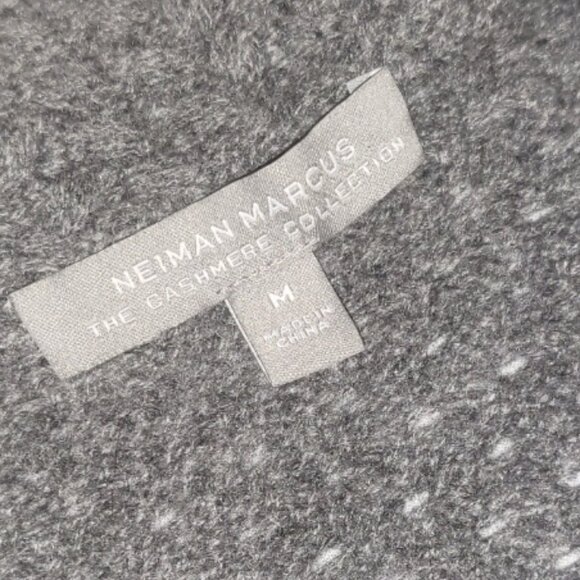 NEIMAN MARCUS
THE CASHMERE COLLECTION
M
MADE IN
CHINA